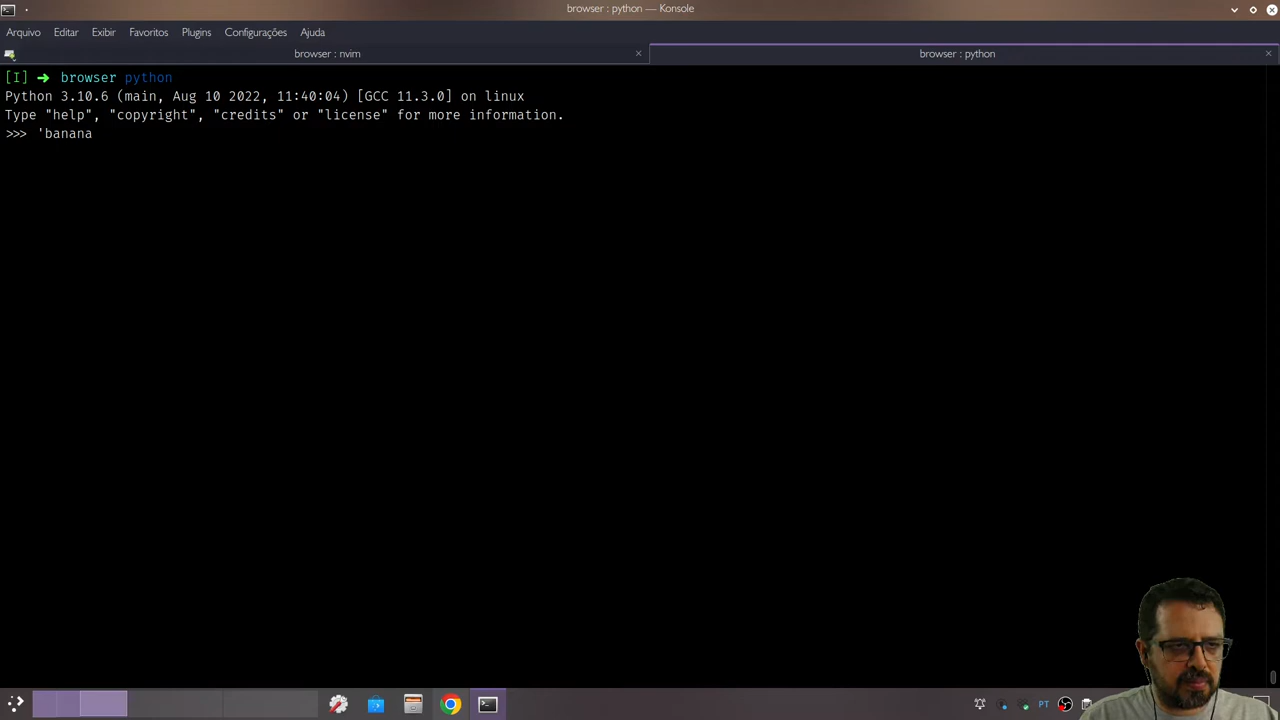 browser : python — Konsole
Arquivo Editar Exibir Favoritos Plugins Configurações Ajuda
browser : nvim
browser : python
[I] ➜ browser python
Python 3.10.6 (main, Aug 10 2022, 11:40:04) [GCC 11.3.0] on linux
Type "help", "copyright", "credits" or "license" for more information.
>>> 'banana
PT